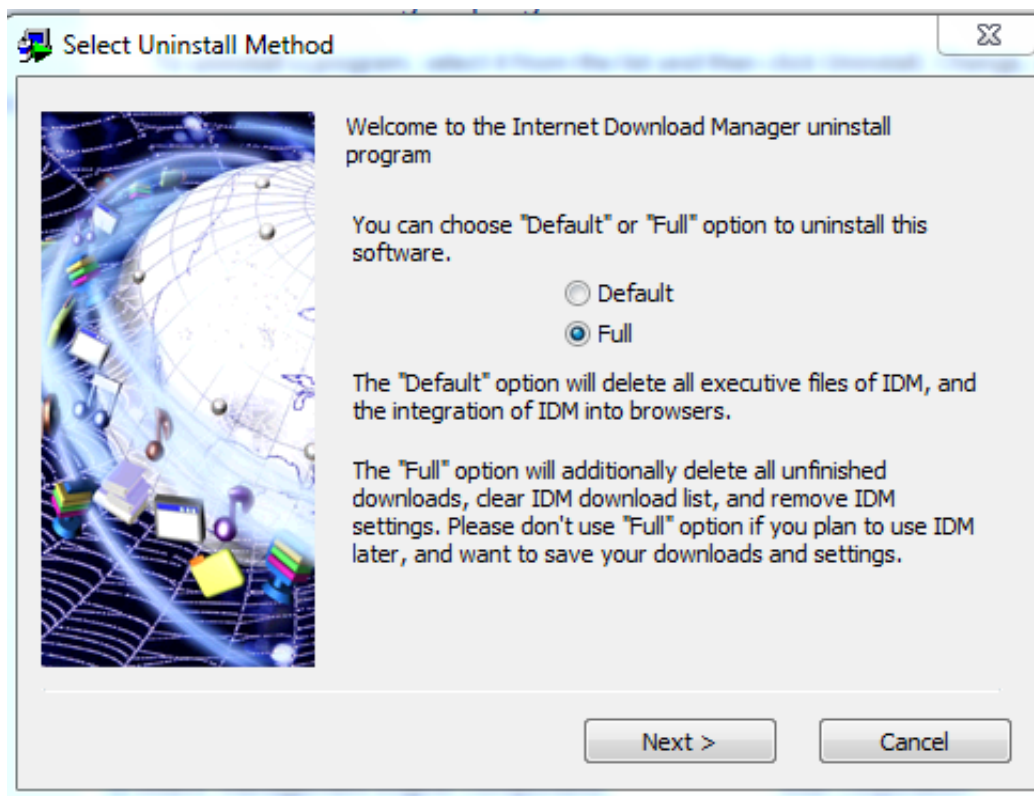 Select Uninstall Method
Welcome to the Internet Download Manager uninstall
program
You can choose "Default" or "Full" option to uninstall this
software.
Default
Full
The "Default" option will delete all executive files of IDM, and
the integration of IDM into browsers.
The "Full" option will additionally delete all unfinished
downloads, clear IDM download list, and remove IDM
settings. Please don't use "Full" option if you plan to use IDM
later, and want to save your downloads and settings.
Next >
Cancel